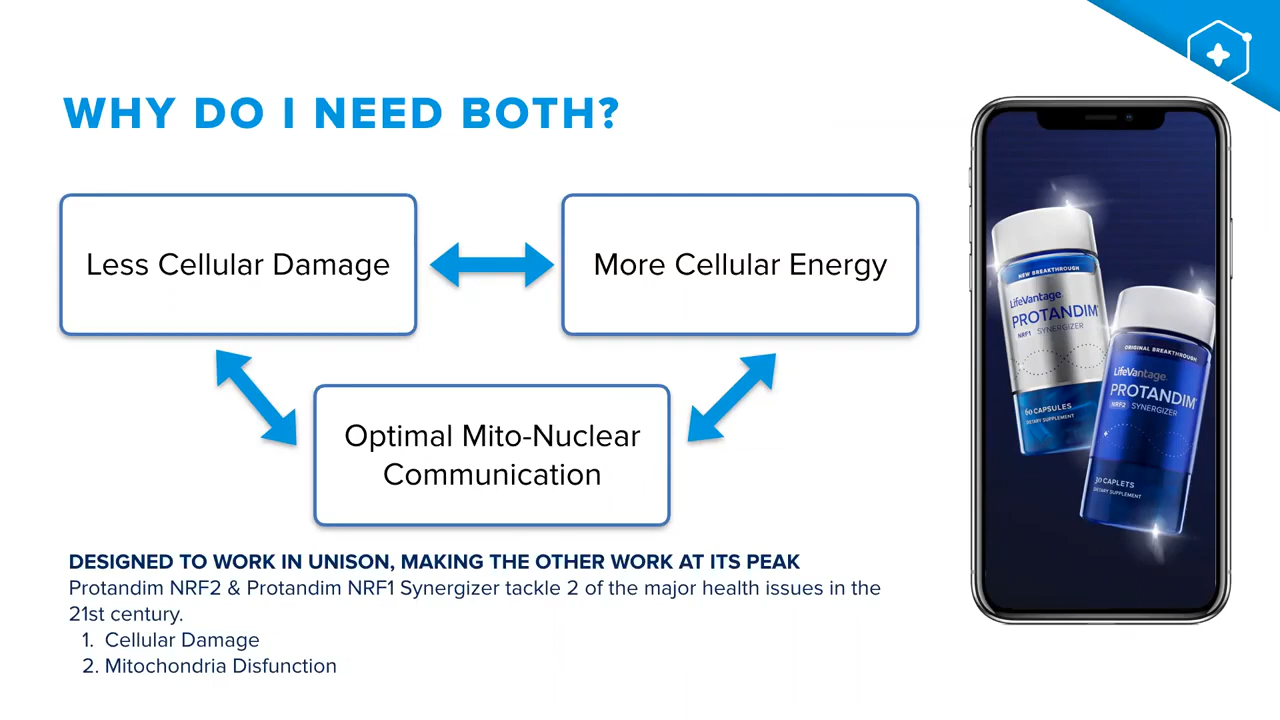 WHY DO I NEED BOTH?
Less Cellular Damage
More Cellular Energy
Optimal Mito-Nuclear
Communication
DESIGNED TO WORK IN UNISON, MAKING THE OTHER WORK AT ITS PEAK
Protandim NRF2 & Protandim NRF1 Synergizer tackle 2 of the major health issues in the
21st century.
1. Cellular Damage
2. Mitochondria Disfunction
NEW BREAKTHROUGH
LifeVantage
PROTANDIM
NRF1 SYNERGIZER
60 CAPSULES
DIETARY SUPPLEMENT
ORIGINAL BREAKTHROUGH
LifeVantage
PROTANDIM
NRF2 SYNERGIZER
30 CAPLETS
DIETARY SUPPLEMENT